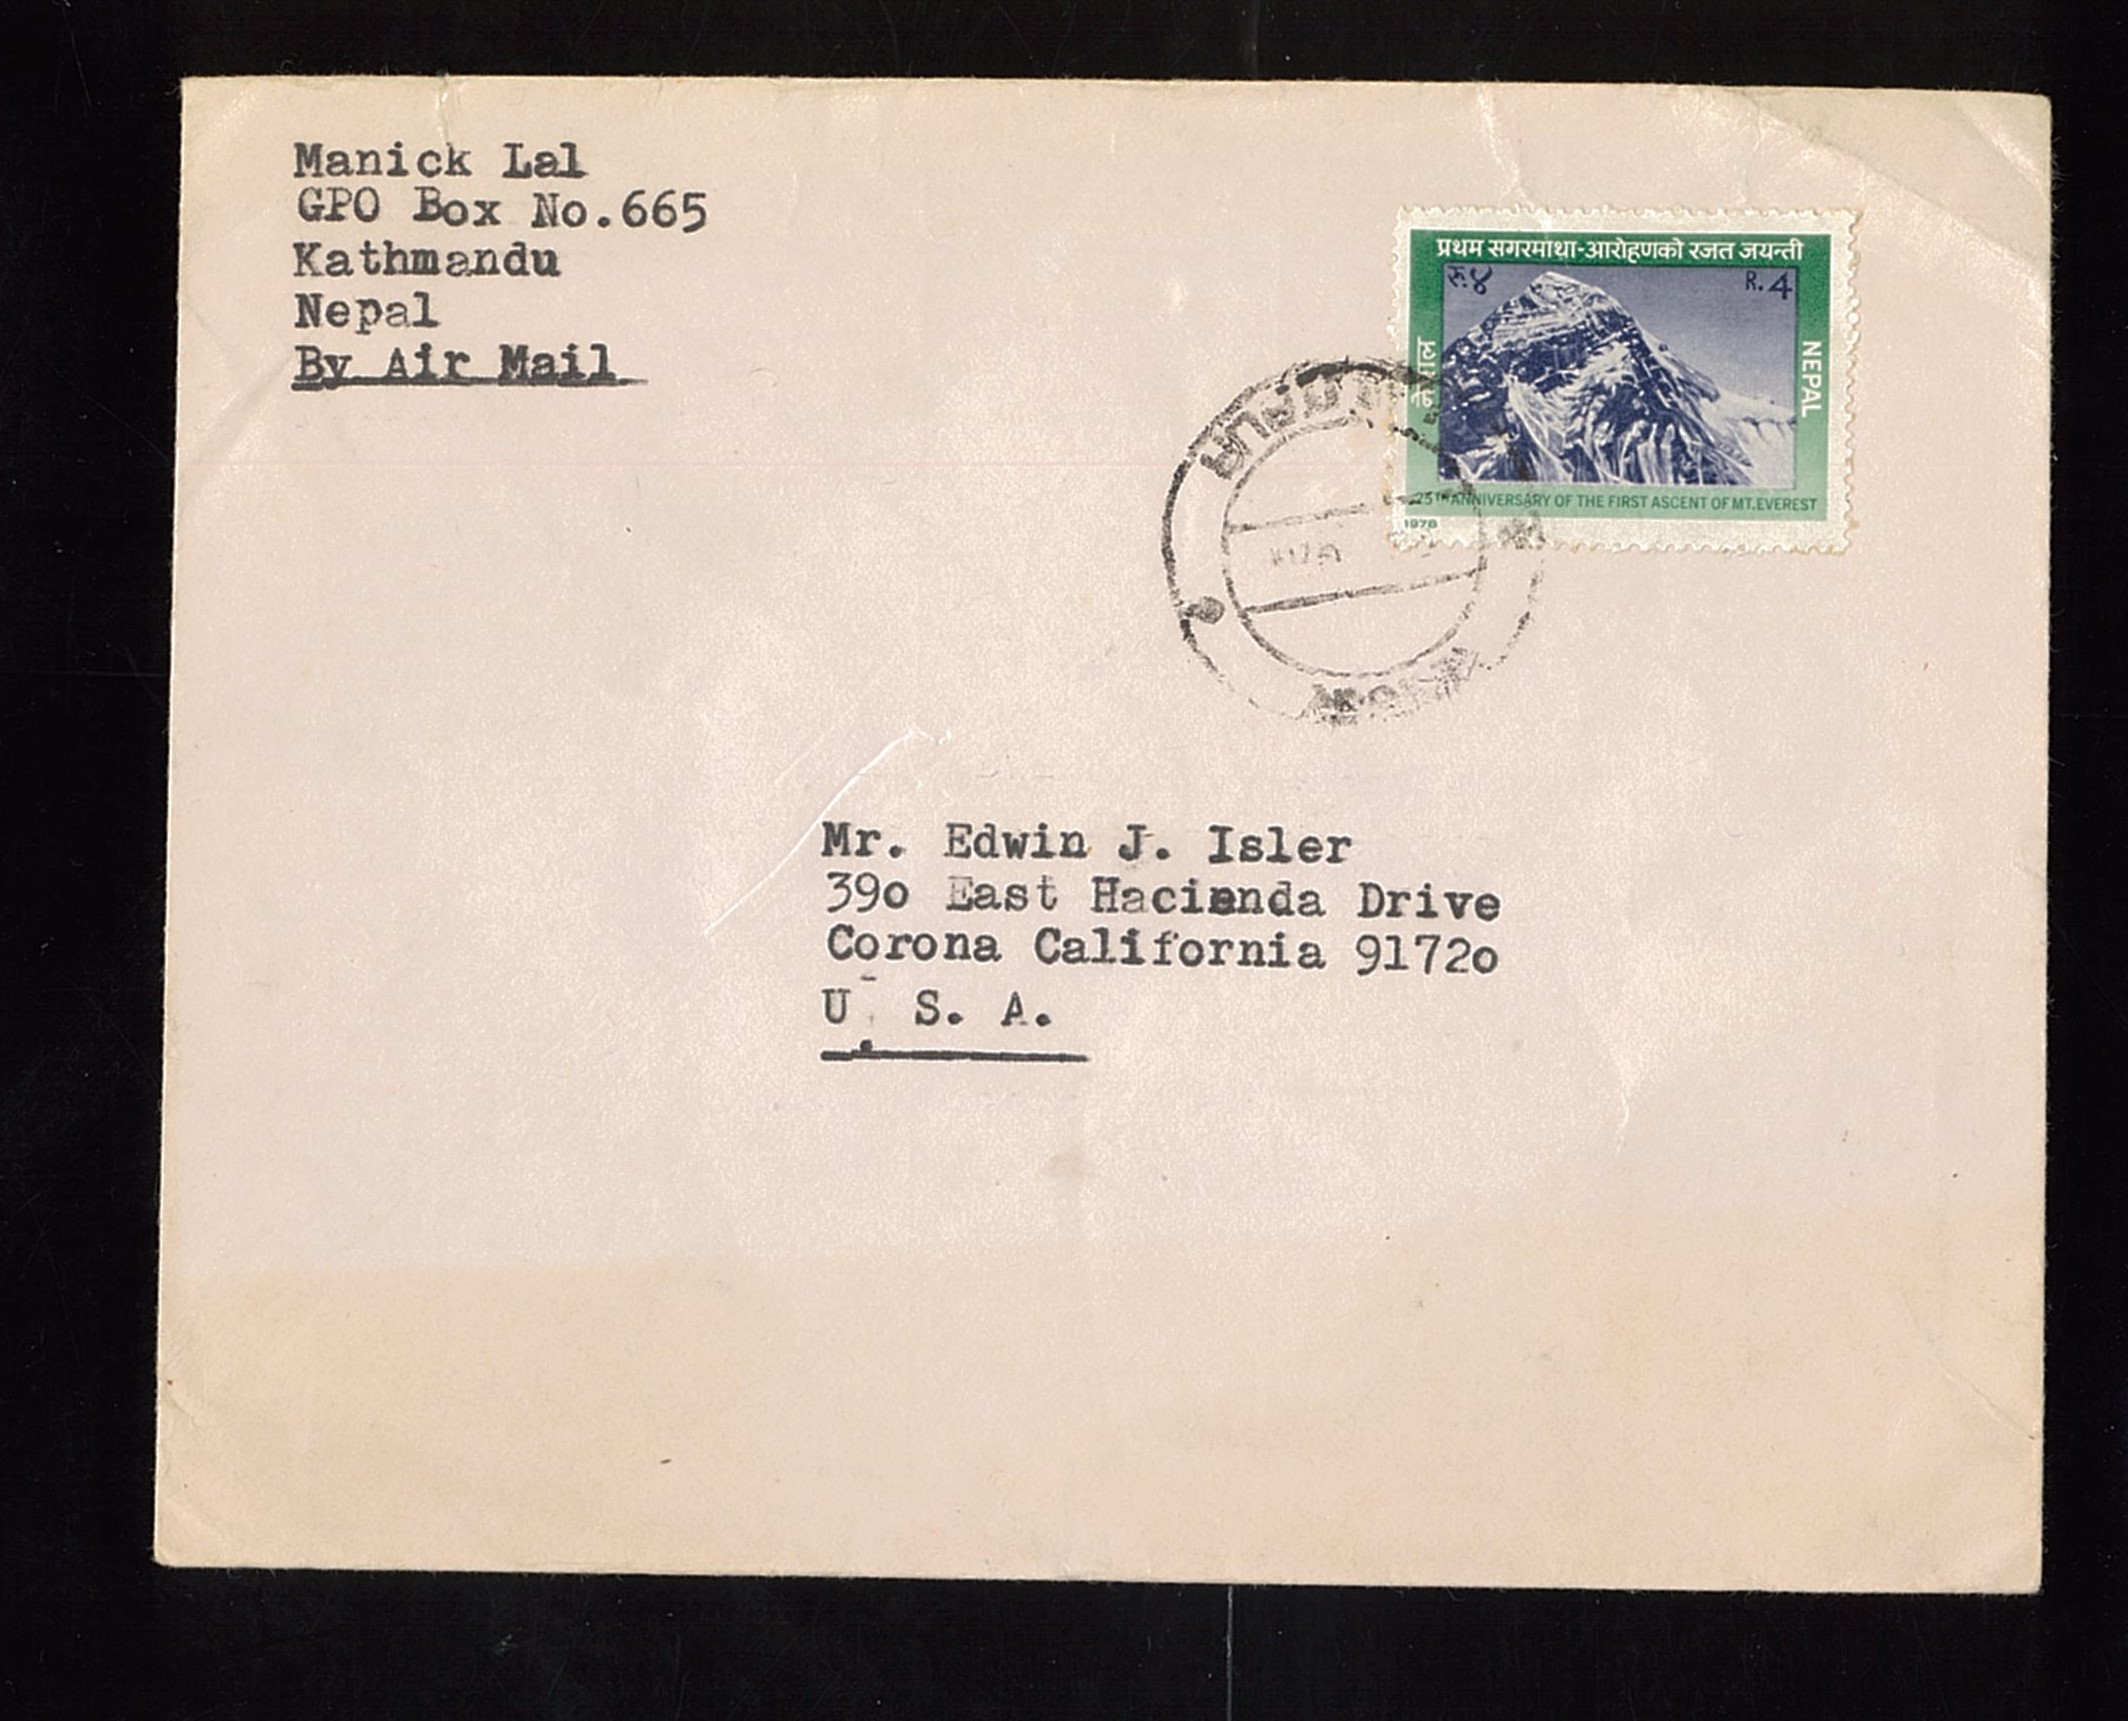 Manick Lal
GPO Box No.665
Kathmandu
Nepal
By Air Mail
प्रथम सगरमाथा-आरोहणको रजत जयन्ती
रु.४
R.4
नेपाल
NEPAL
25TH ANNIVERSARY OF THE FIRST ASCENT OF MT.EVEREST
1978
Mr. Edwin J. Isler
39o East Hacienda Drive
Corona California 9172o
U. S. A.